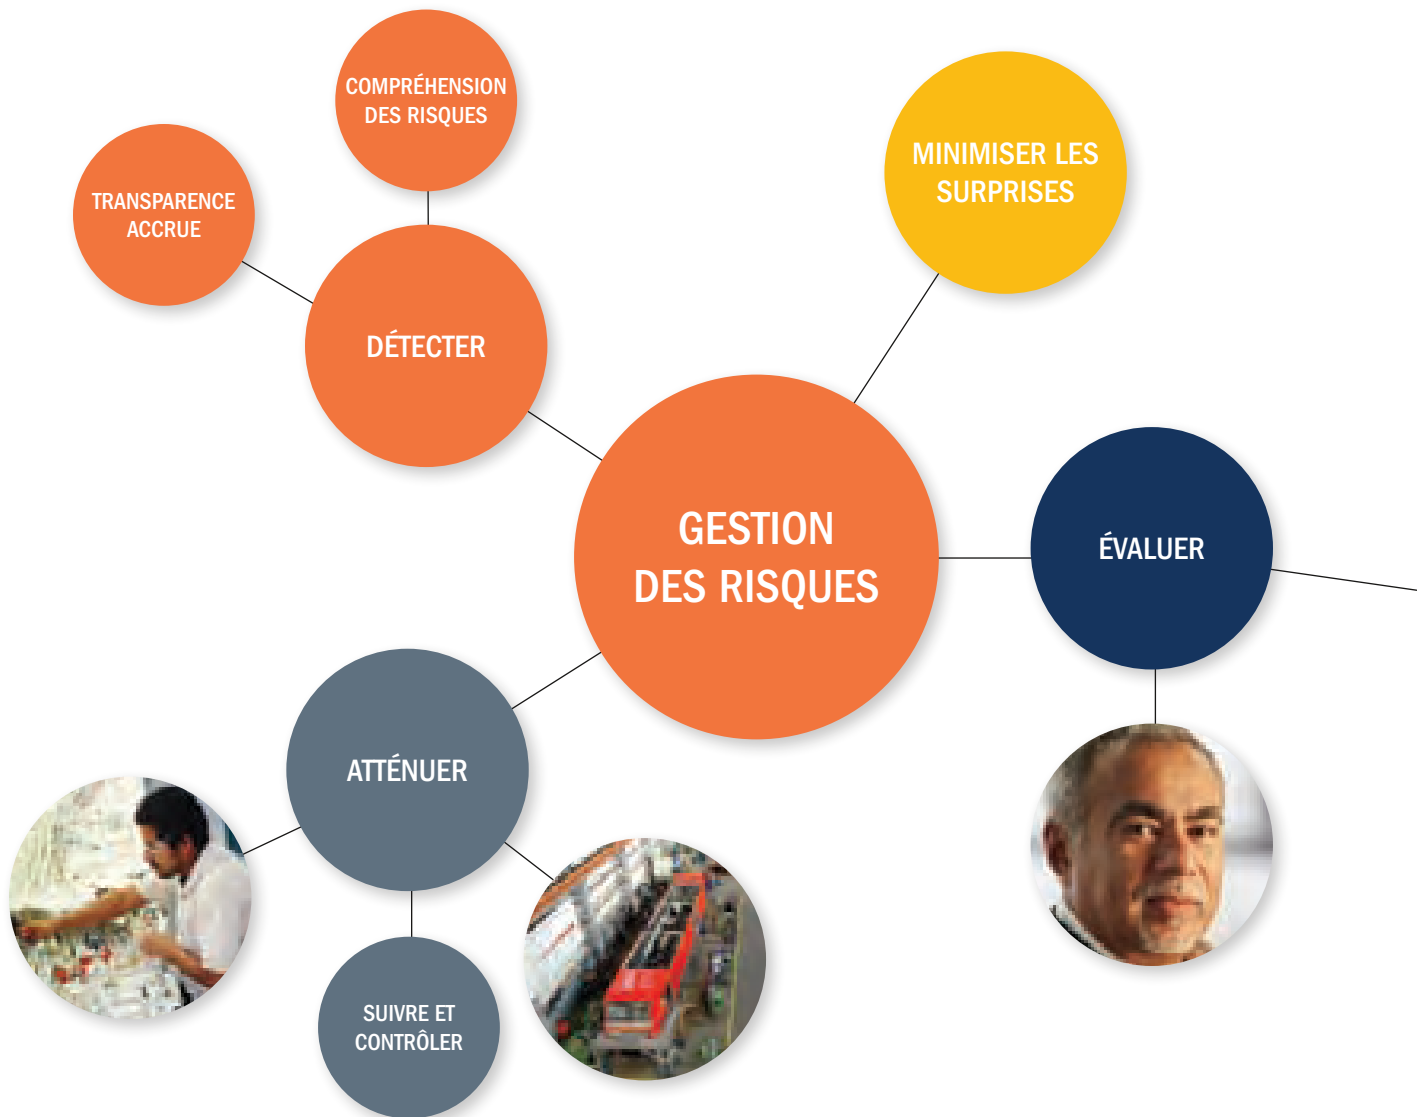 COMPRÉHENSION
DES RISQUES
TRANSPARENCE
ACCRUE
MINIMISER LES
SURPRISES
DÉTECTER
GESTION
DES RISQUES
ÉVALUER
ATTÉNUER
SUIVRE ET
CONTRÔLER